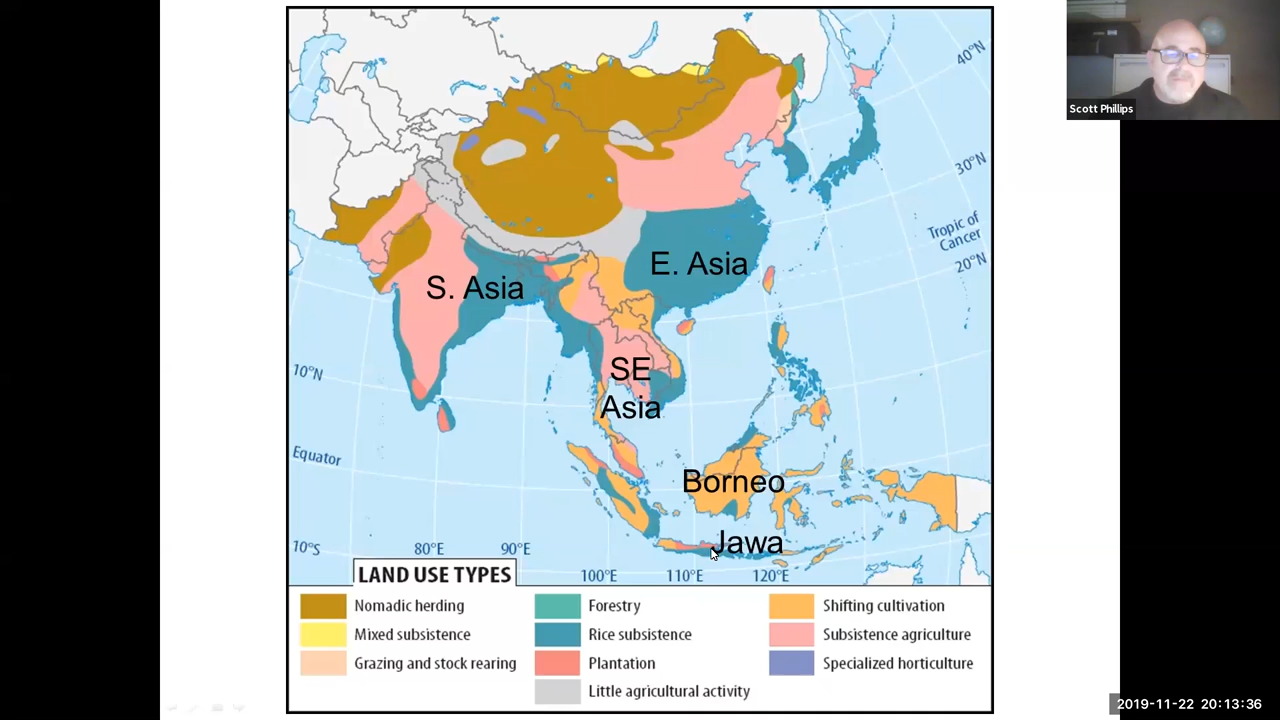 Scott Phillips
40°N
30°N
Tropic of
Cancer
20°N
E. Asia
S. Asia
SE
Asia
10°N
Equator
Borneo
Jawa
10°S
80°E
90°E
100°E
110°E
120°E
LAND USE TYPES
Nomadic herding
Forestry
Shifting cultivation
Mixed subsistence
Rice subsistence
Subsistence agriculture
Grazing and stock rearing
Plantation
Specialized horticulture
Little agricultural activity
2019-11-22 20:13:36